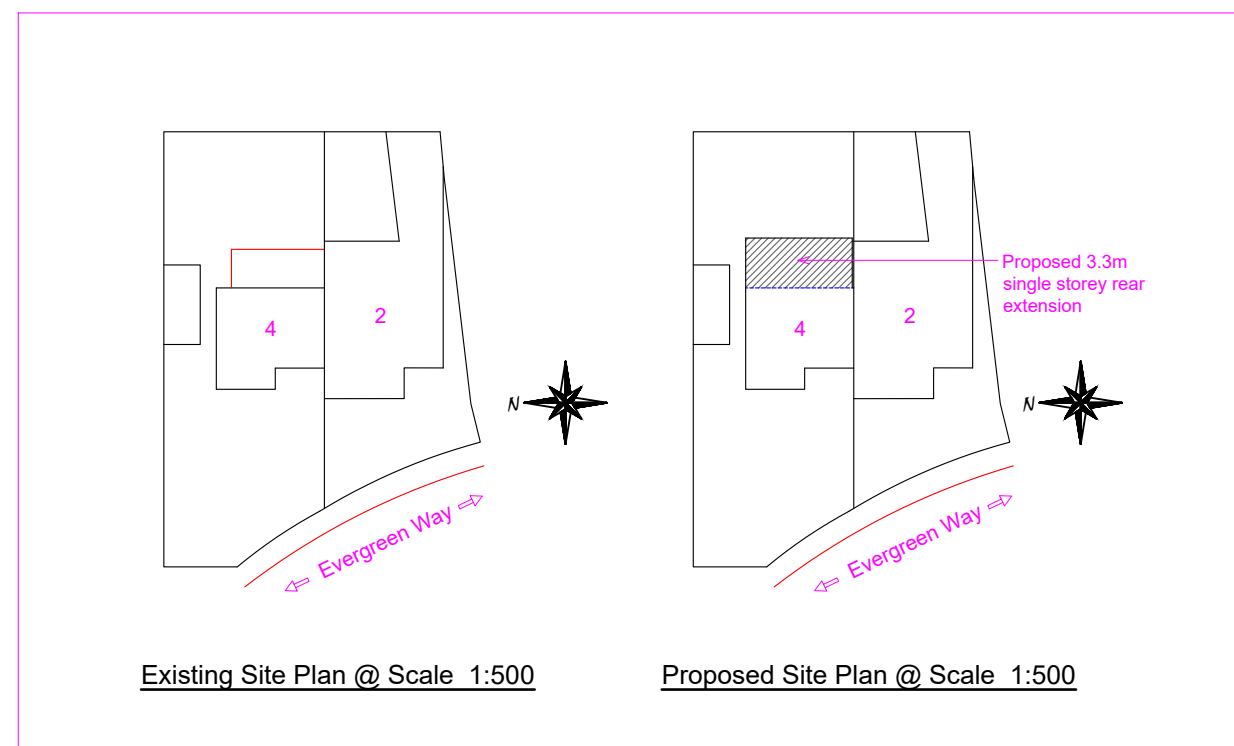 4
2
N
Evergreen Way
Existing Site Plan @ Scale 1:500
Proposed 3.3m
single storey rear
extension
4
2
N
Evergreen Way
Proposed Site Plan @ Scale 1:500